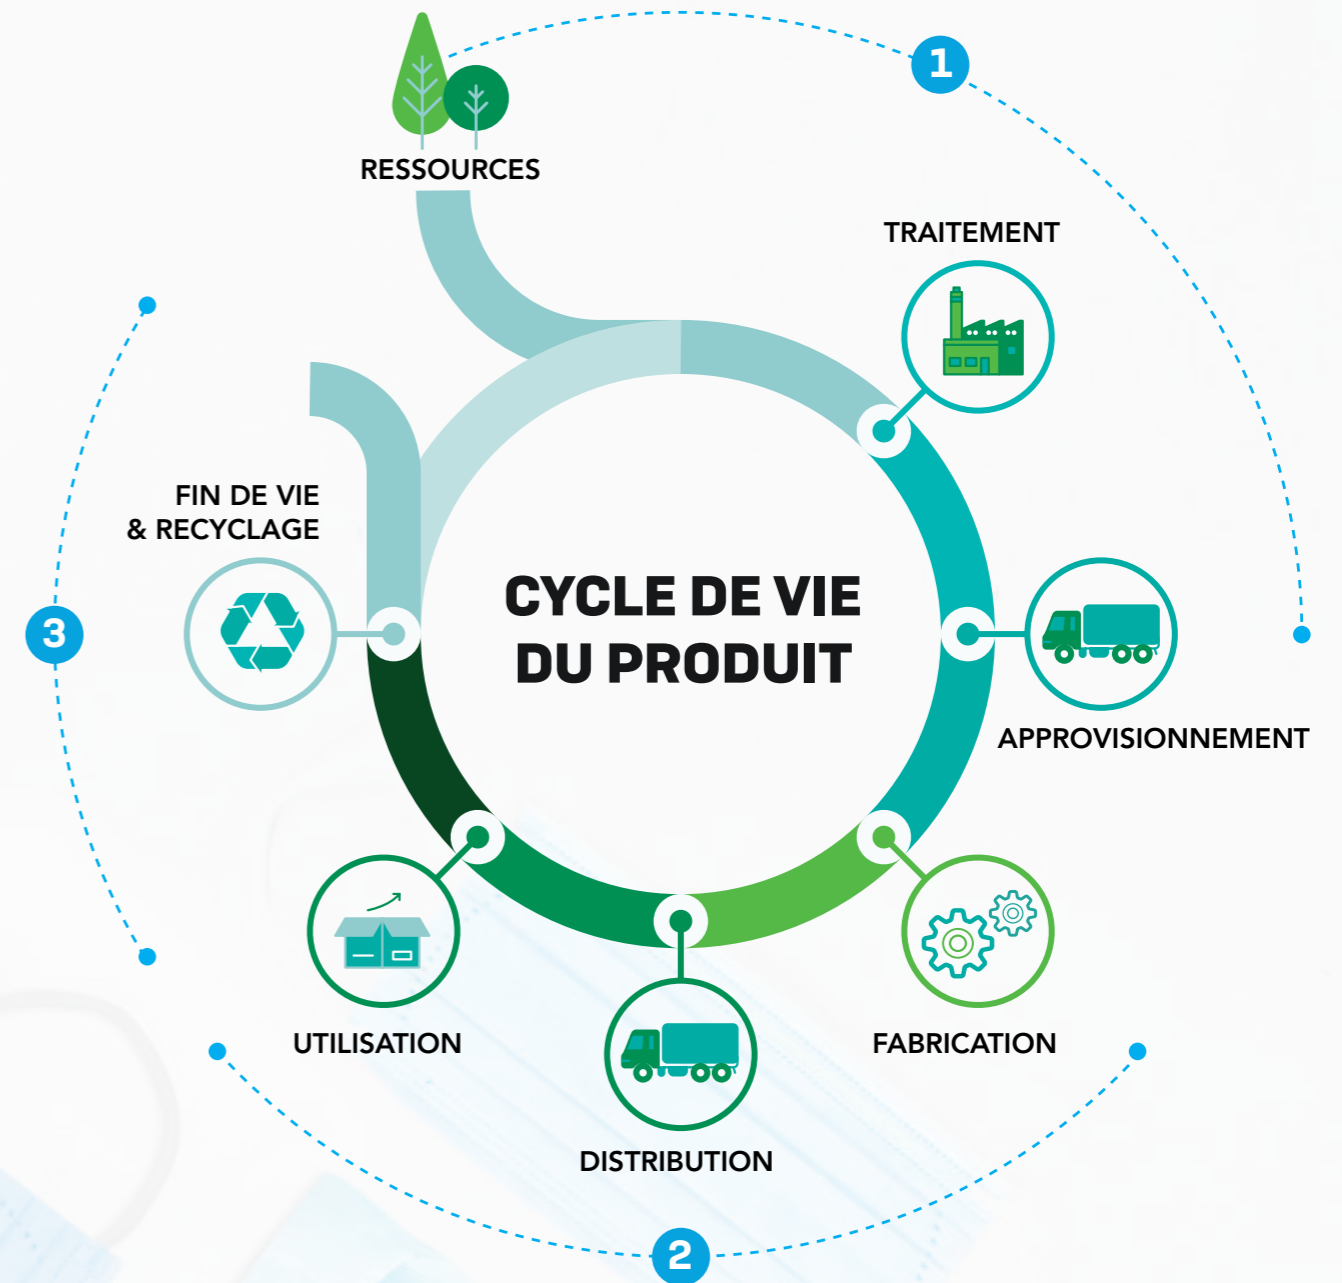 1
RESSOURCES
TRAITEMENT
FIN DE VIE
& RECYCLAGE
CYCLE DE VIE
DU PRODUIT
3
APPROVISIONNEMENT
UTILISATION
FABRICATION
DISTRIBUTION
2